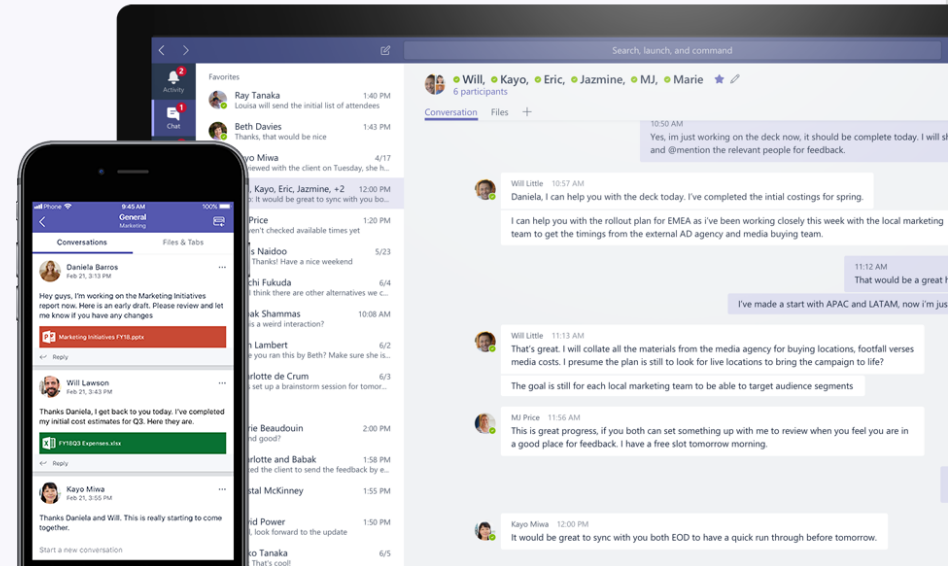 Search, launch, and command
2
Activity
1
Chat
Favorites
Ray Tanaka 1:40 PM
Louisa will send the initial list of attendees
Beth Davies 1:43 PM
Thanks, that would be nice
Miwa 4/17
with the client on Tuesday, she h...
Kayo, Eric, Jazmine, +2 12:00 PM
It would be great to sync with you bo...
Price 1:20 PM
checked available times yet
Naidoo 5/23
Thanks! Have a nice weekend
Fukuda 6/4
I think there are other alternatives we c...
Shammas 10:08 AM
is a weird interaction?
Lambert 6/2
you ran this by Beth? Make sure she is...
de Crum 6/3
set up a brainstorm session for tomor...
Beaudouin 2:00 PM
good?
and Babak 1:58 PM
the client to send the feedback by e...
McKinney 1:55 PM
Power 1:50 PM
look forward to the update
Tanaka 6/5
That's cool!
Will, Kayo, Eric, Jazmine, MJ, Marie
6 participants
Conversation Files
10:50 AM
Yes, im just working on the deck now, it should be complete today. I will
and @mention the relevant people for feedback.
Will Little 10:57 AM
Daniela, I can help you with the deck today. I've completed the intial costings for spring.
I can help you with the rollout plan for EMEA as i've been working closely this week with the local marketing
team to get the timings from the external AD agency and media buying team.
11:12 AM
That would be a great
I've made a start with APAC and LATAM, now i'm
Will Little 11:13 AM
That's great. I will collate all the materials from the media agency for buying locations, footfall verses
media costs. I presume the plan is still to look for live locations to bring the campaign to life?
The goal is still for each local marketing team to be able to target audience segments
MJ Price 11:56 AM
This is great progress, if you both can set something up with me to review when you feel you are in
a good place for feedback. I have a free slot tomorrow morning.
Kayo Miwa 12:00 PM
It would be great to sync with you both EOD to have a quick run through before tomorrow.
Phone 9:45 AM 100%
General
Marketing
Conversations Files & Tabs
Daniela Barros
Feb 21, 3:13 PM
Hey guys, I'm working on the Marketing Initiatives
report now. Here is an early draft. Please review and let
me know if you have any changes
Marketing Initiatives FY18.pptx
Reply
Will Lawson
Feb 21, 3:43 PM
Thanks Daniela, I get back to you today. I've completed
my initial cost estimates for Q3. Here they are.
FY18Q3 Expenses.xlsx
Reply
Kayo Miwa
Feb 21, 3:55 PM
Thanks Daniela and Will. This is really starting to come
together.
Start a new conversation